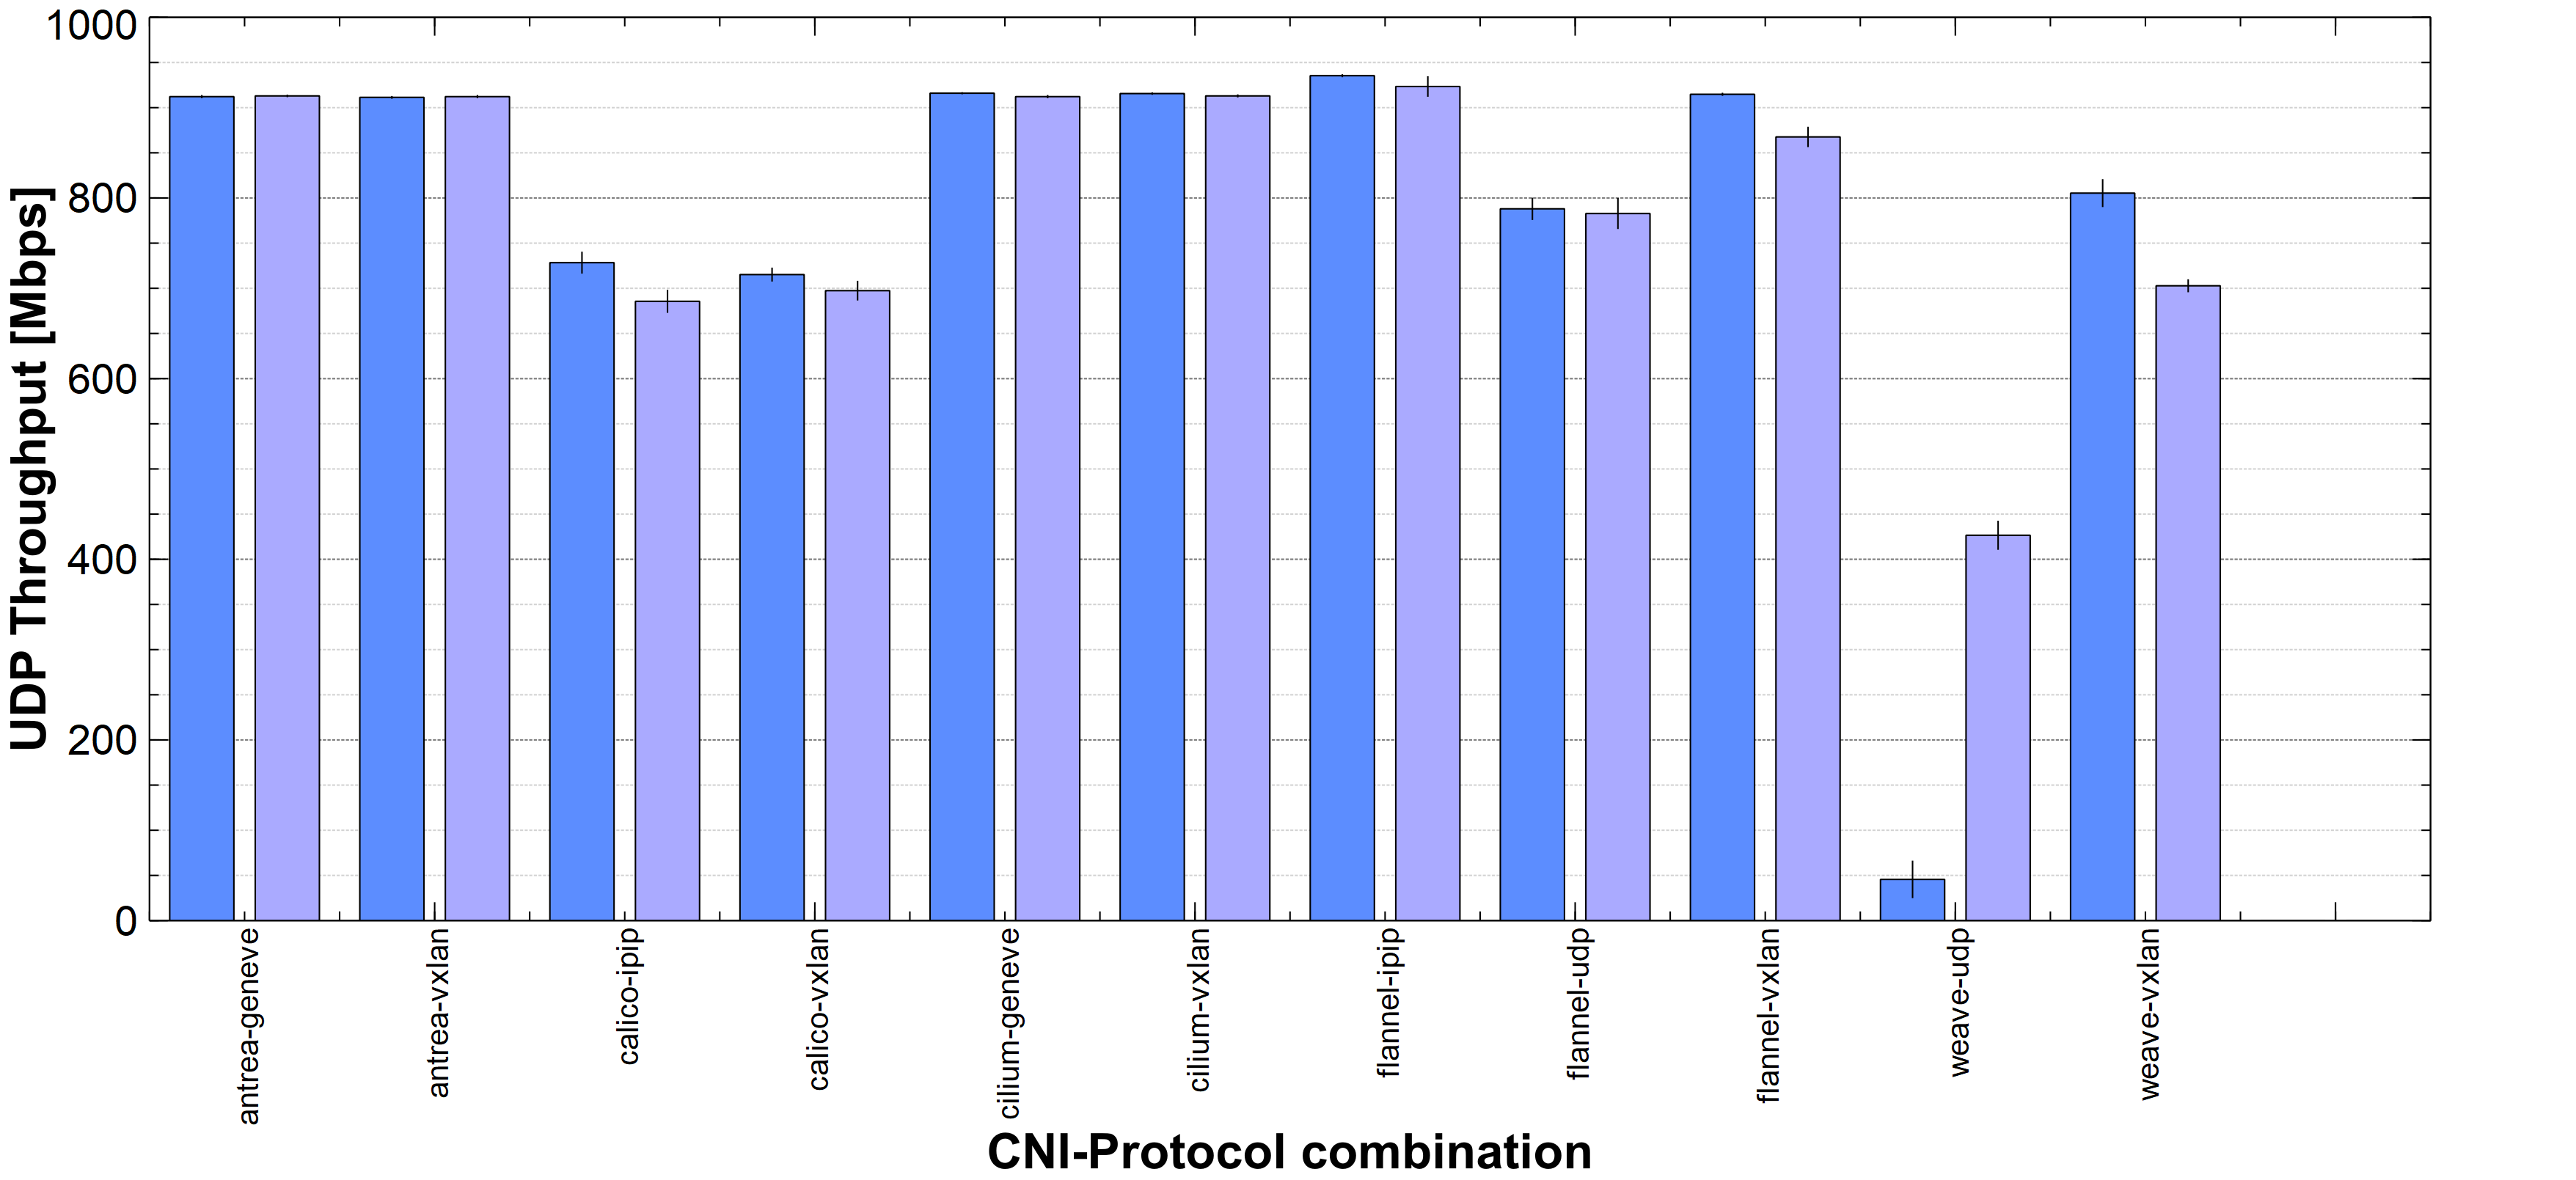 1000
800
600
400
200
0
UDP Throughput [Mbps]
antrea-geneve
antrea-vxlan
calico-ipip
calico-vxlan
cilium-geneve
cilium-vxlan
flannel-ipip
flannel-udp
flannel-vxlan
weave-udp
weave-vxlan
CNI-Protocol combination